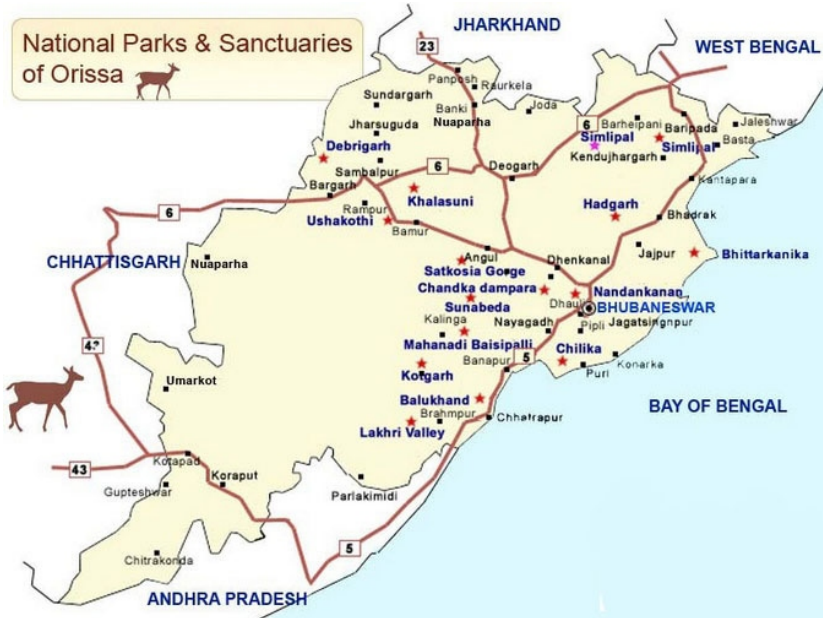 National Parks & Sanctuaries
of Orissa
JHARKHAND
WEST BENGAL
23
Panposh
Raurkela
Sundargarh
Banki
Joda
Nuaparha
Jharsuguda
6
Barheipani
Baripada
Jaleshwar
Simlipal
Simlipal
Basta
Debrigarh
Kendujhargarh
Sambalpur
6
Deogarh
Kantapara
Bargarh
Khalasuni
Rampur
Hadgarh
6
Ushakothi
Bamur
Bhadrak
CHHATTISGARH
Nuaparha
Angul
Jajpur
Bhittarkanika
Satkosia Gorge
Dhenkanal
Chandka dampara
Nandankanan
Sunabeda
Dhauli
BHUBANESWAR
Kalinga
Nayagadh
Pipli
Jagatsingnpur
Mahanadi Baisipalli
43
Banapur
5
Chilika
Konarka
Kotgarh
Puri
Umarkot
Balukhand
BAY OF BENGAL
Brahmpur
Chhatrapur
Lakhri Valley
Kotapad
43
Koraput
Gupteshwar
Parlakimidi
5
Chitrakonda
ANDHRA PRADESH